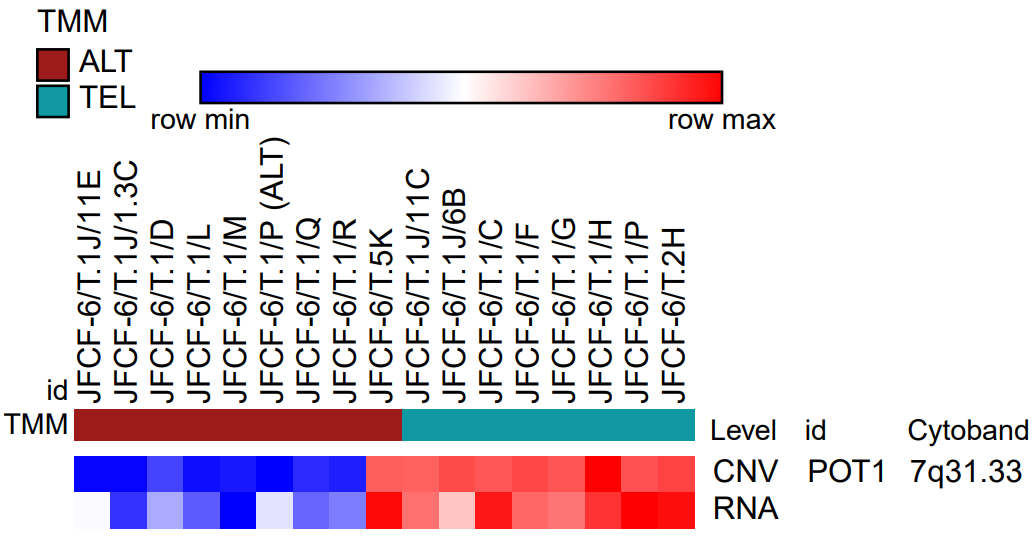 TMM
ALT
TEL
row min
row max
id
JFCF-6/T.1J/11E
JFCF-6/T.1J/1.3C
JFCF-6/T.1/D
JFCF-6/T.1/L
JFCF-6/T.1/M
JFCF-6/T.1/P (ALT)
JFCF-6/T.1/Q
JFCF-6/T.1/R
JFCF-6/T.5K
JFCF-6/T.1J/11C
JFCF-6/T.1J/6B
JFCF-6/T.1/C
JFCF-6/T.1/F
JFCF-6/T.1/G
JFCF-6/T.1/H
JFCF-6/T.1/P
JFCF-6/T.2H
TMM
Level id Cytoband
CNV POT1 7q31.33
RNA